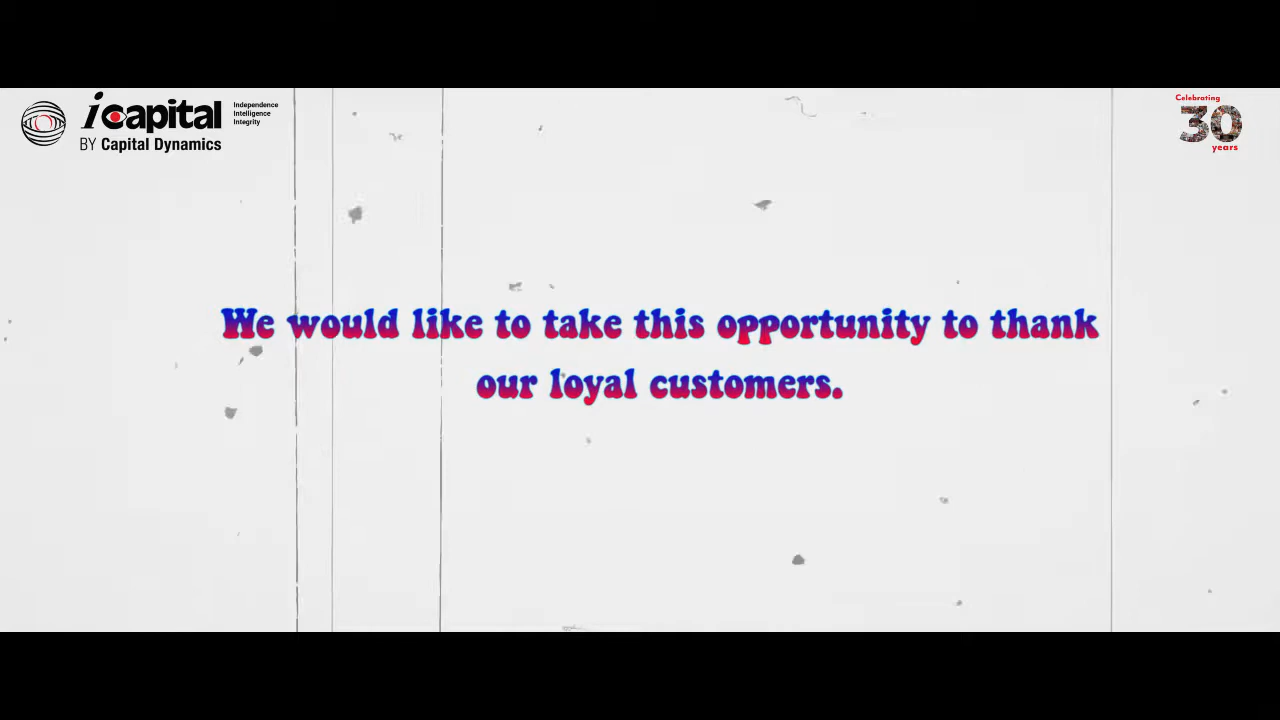 icapital
BY Capital Dynamics
Independence
Intelligence
Integrity
Celebrating
30
years
We would like to take this opportunity to thank
our loyal customers.